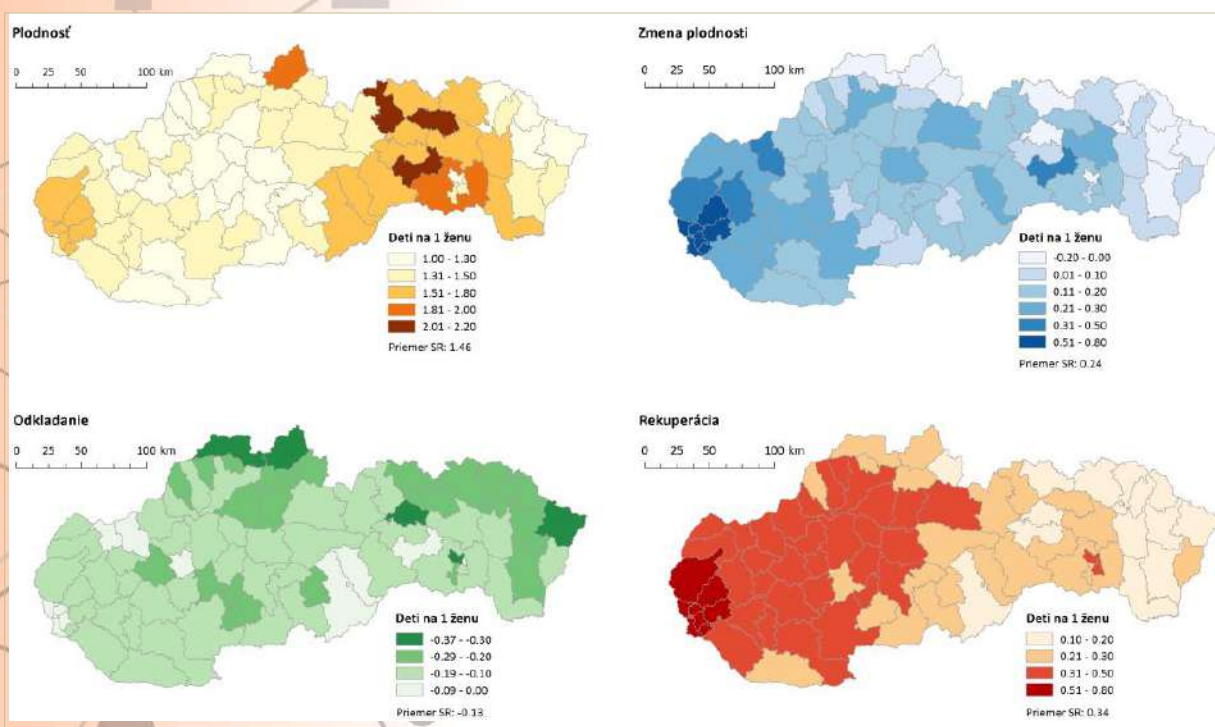 Plodnosť
0 25 50 100 km
Deti na 1 ženu
1.00 - 1.30
1.31 - 1.50
1.51 - 1.80
1.81 - 2.00
2.01 - 2.20
Priemer SR: 1.46
Zmena plodnosti
0 25 50 100 km
Deti na 1 ženu
-0.20 - 0.00
0.01 - 0.10
0.11 - 0.20
0.21 - 0.30
0.31 - 0.50
0.51 - 0.80
Priemer SR: 0.24
Odkladanie
0 25 50 100 km
Deti na 1 ženu
-0.37 - -0.30
-0.29 - -0.20
-0.19 - -0.10
-0.09 - 0.00
Priemer SR: -0.13
Rekuperácia
0 25 50 100 km
Deti na 1 ženu
0.10 - 0.20
0.21 - 0.30
0.31 - 0.50
0.51 - 0.80
Priemer SR: 0.34